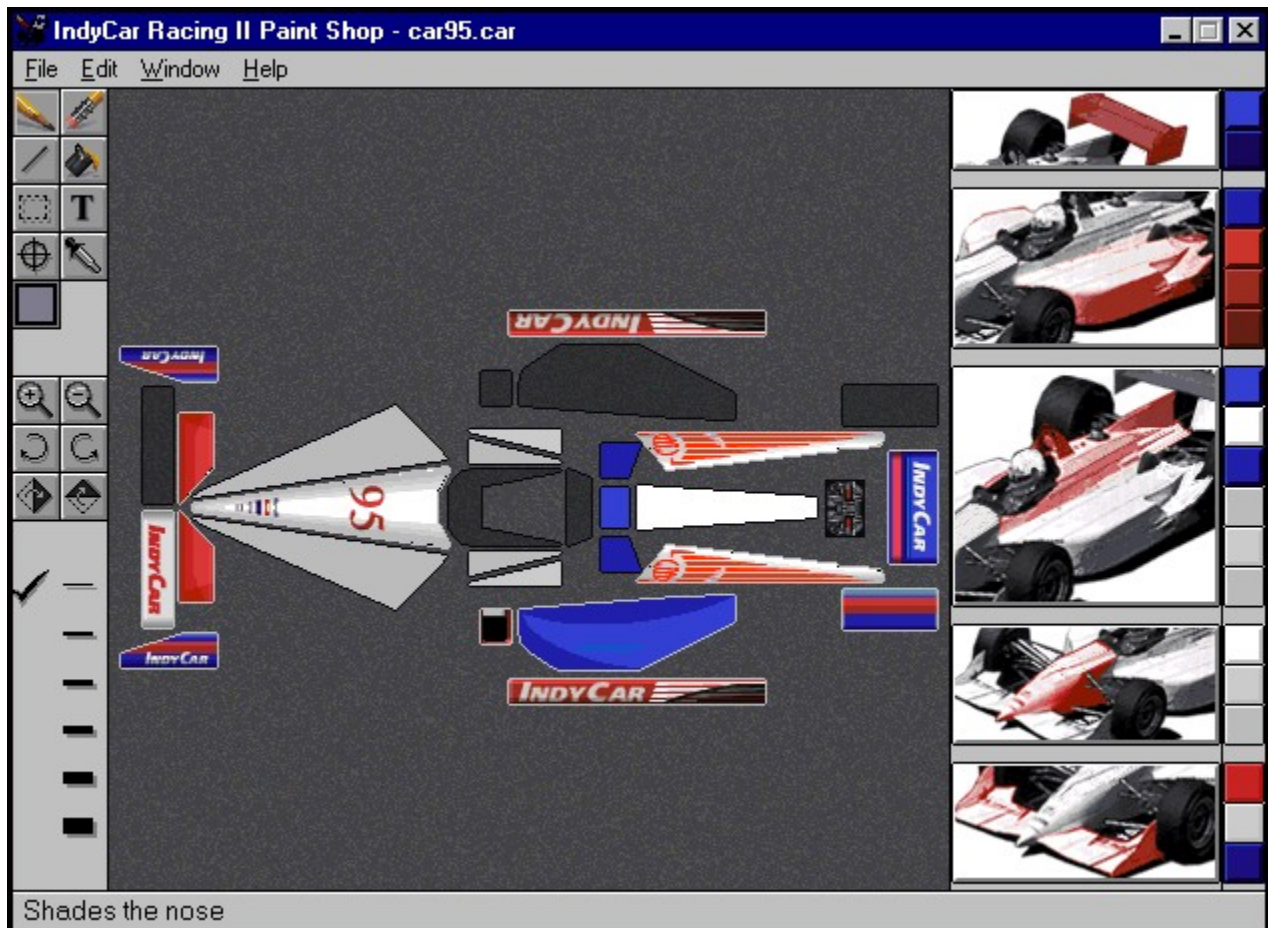 IndyCar Racing II Paint Shop - car95.car
File Edit Window Help
T
INDYCAR
INDYCAR
95
INDYCAR
INDYCAR
INDYCAR
INDYCAR
Shades the nose